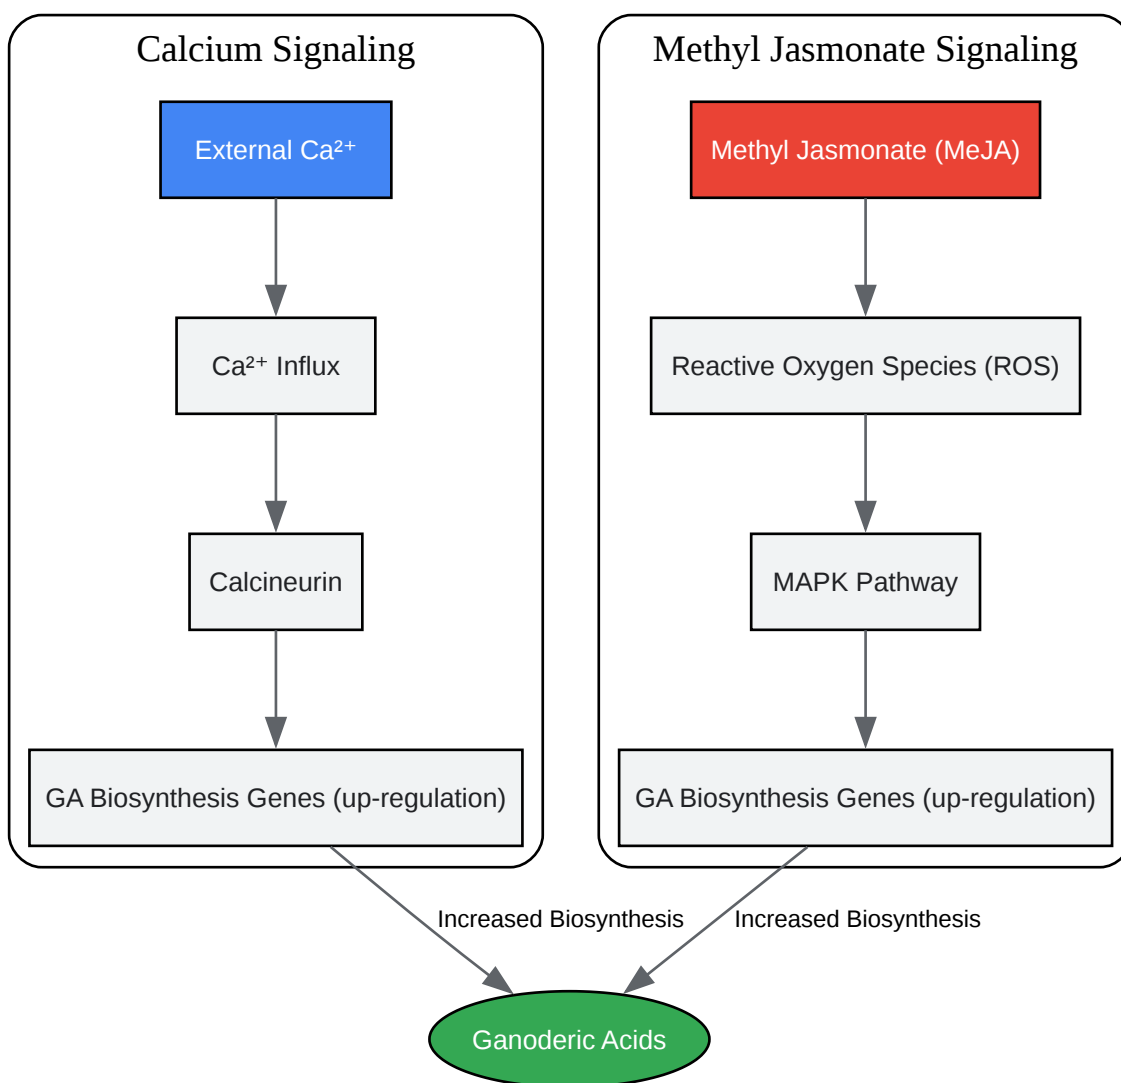 Calcium Signaling
External Ca²⁺
Ca²⁺ Influx
Calcineurin
GA Biosynthesis Genes (up-regulation)
Methyl Jasmonate Signaling
Methyl Jasmonate (MeJA)
Reactive Oxygen Species (ROS)
MAPK Pathway
GA Biosynthesis Genes (up-regulation)
Increased Biosynthesis
Increased Biosynthesis
Ganoderic Acids